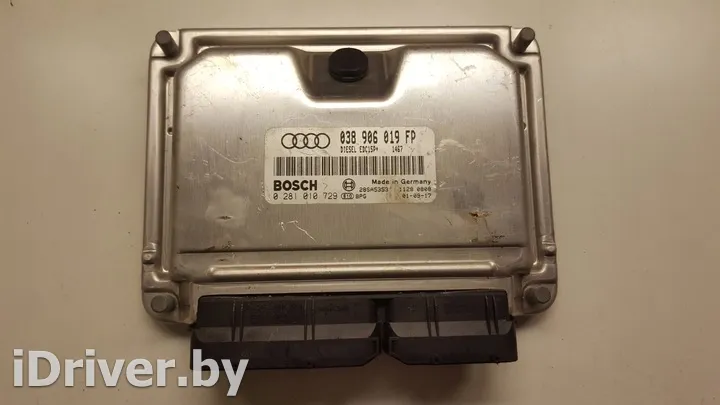 038 906 019 FP
DIESEL EDC15P+ 1467
BOSCH
Made in Germany
0 281 010 729
01-08-17
iDriver.by